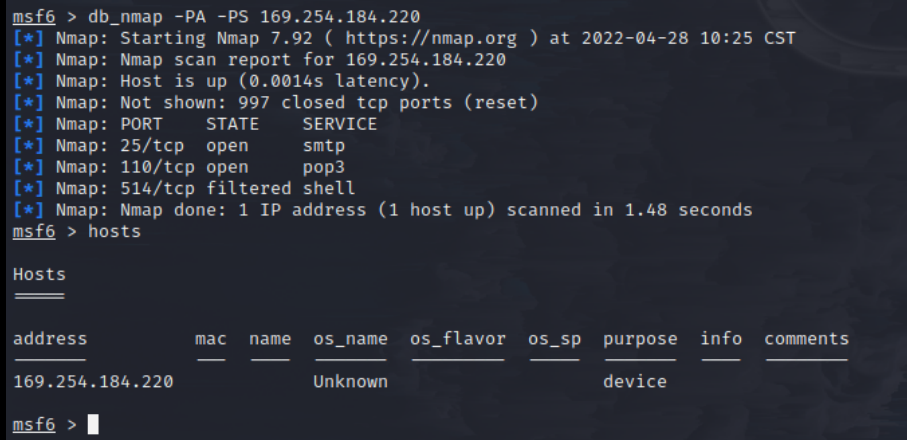 msf6 > db_nmap -PA -PS 169.254.184.220
[*] Nmap: Starting Nmap 7.92 ( https://nmap.org ) at 2022-04-28 10:25 CST
[*] Nmap: Nmap scan report for 169.254.184.220
[*] Nmap: Host is up (0.0014s latency).
[*] Nmap: Not shown: 997 closed tcp ports (reset)
[*] Nmap: PORT    STATE    SERVICE
[*] Nmap: 25/tcp  open     smtp
[*] Nmap: 110/tcp open     pop3
[*] Nmap: 514/tcp filtered shell
[*] Nmap: Nmap done: 1 IP address (1 host up) scanned in 1.48 seconds
msf6 > hosts
Hosts
=====
address          mac  name  os_name  os_flavor  os_sp  purpose  info  comments
-------          ---  ----  -------  ---------  -----  -------  ----  --------
169.254.184.220             Unknown                    device
msf6 >